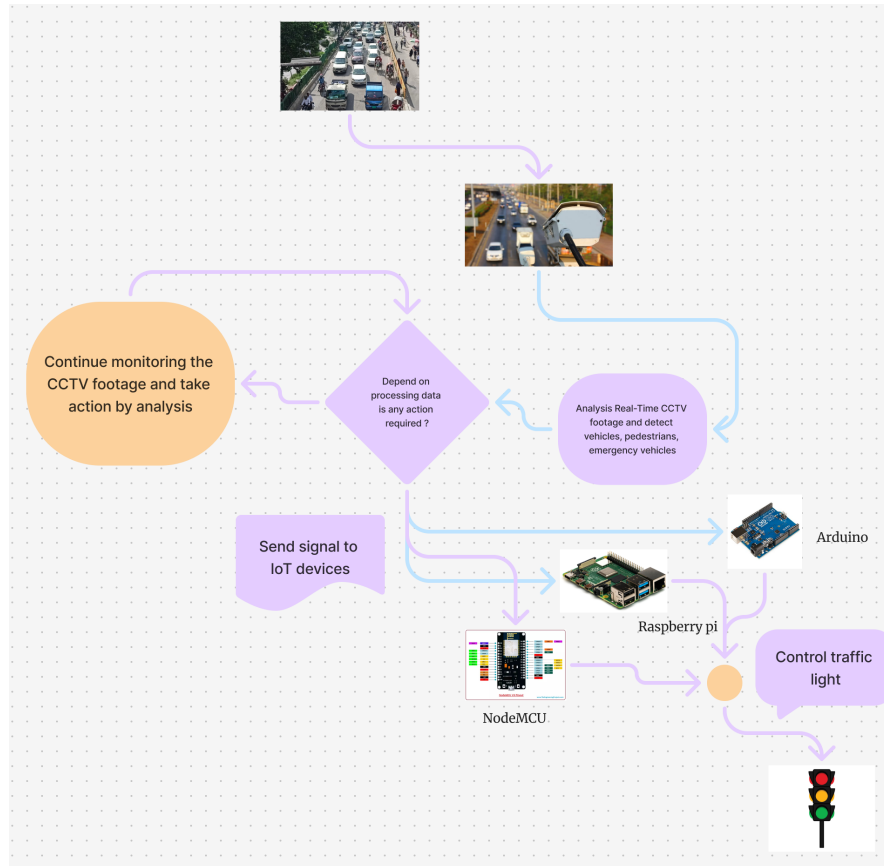 Continue monitoring the
CCTV footage and take
action by analysis
Depend on
processing data
is any action
required ?
Analysis Real-Time CCTV
footage and detect
vehicles, pedestrians,
emergency vehicles
Send signal to
IoT devices
Arduino
Raspberry pi
NodeMCU
Control traffic
light